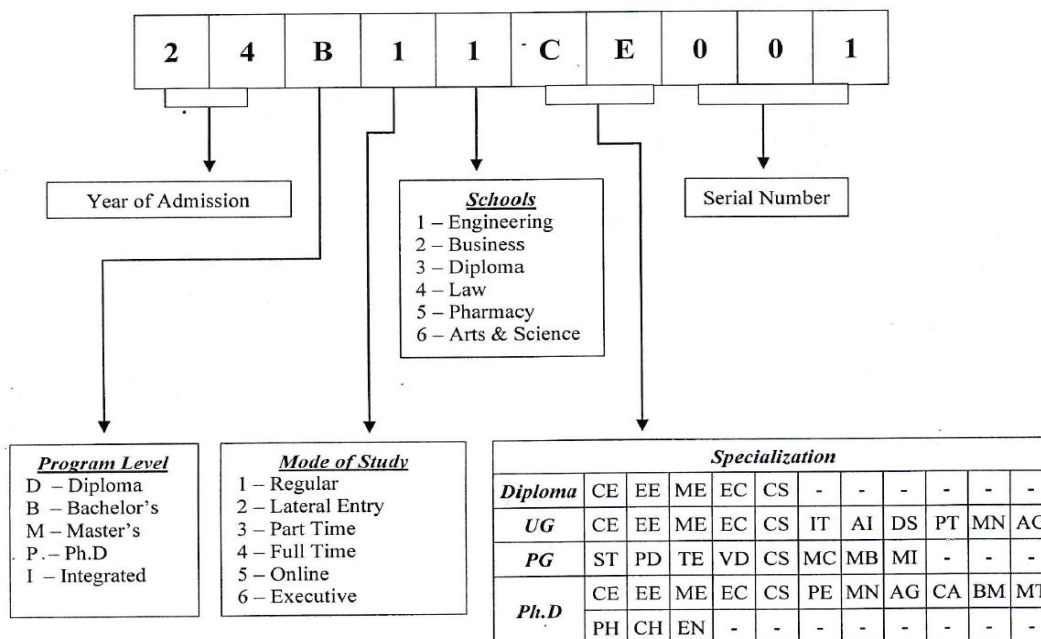 2 4 B 1 1 C E 0 0 1
Year of Admission
Schools
1 – Engineering
2 – Business
3 – Diploma
4 – Law
5 – Pharmacy
6 – Arts & Science
Serial Number
Program Level
D – Diploma
B – Bachelor's
M – Master's
P – Ph.D
I – Integrated
Mode of Study
1 – Regular
2 – Lateral Entry
3 – Part Time
4 – Full Time
5 – Online
6 – Executive
Specialization
Diploma CE EE ME EC CS - - - - - -
UG CE EE ME EC CS IT AI DS PT MN AG
PG ST PD TE VD CS MC MB MI - - -
Ph.D CE EE ME EC CS PE MN AG CA BM MT
PH CH EN - - - - - - - -